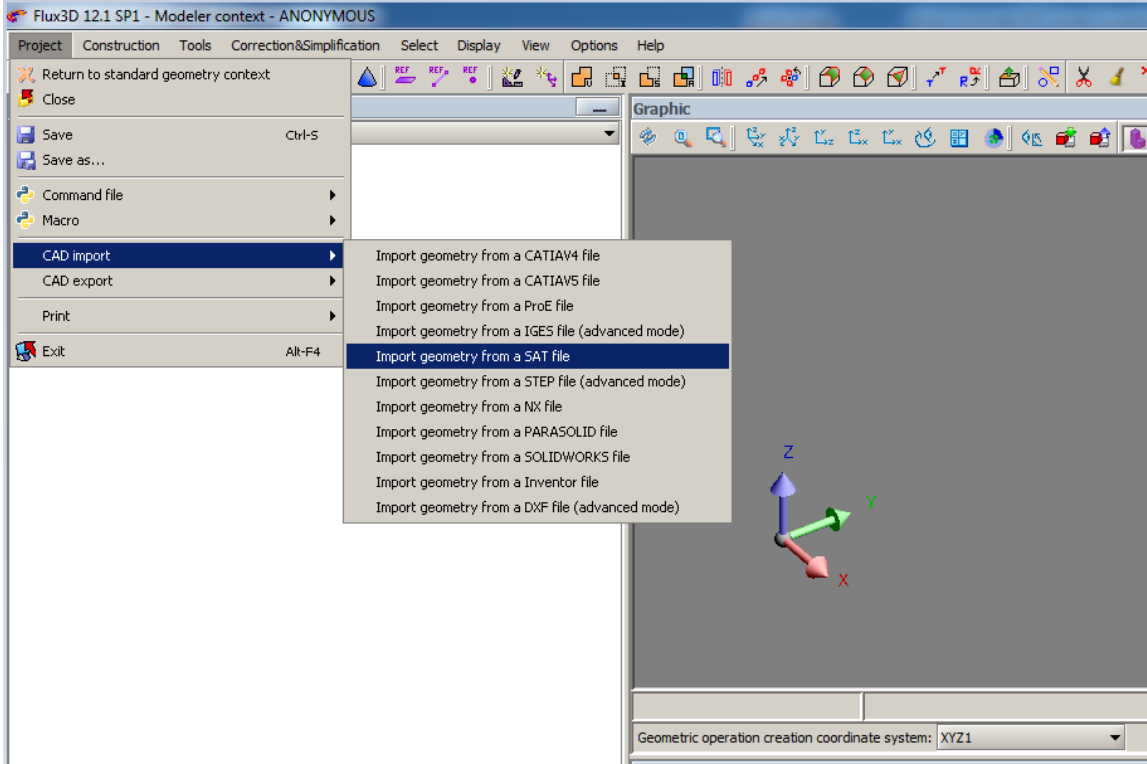 Flux3D 12.1 SP1 - Modeler context - ANONYMOUS
Project Construction Tools Correction&Simplification Select Display View Options Help
Return to standard geometry context
Close
Save Ctrl-S
Save as...
Command file
Macro
CAD import
CAD export
Print
Exit Alt-F4
Import geometry from a CATIAV4 file
Import geometry from a CATIAV5 file
Import geometry from a ProE file
Import geometry from a IGES file (advanced mode)
Import geometry from a SAT file
Import geometry from a STEP file (advanced mode)
Import geometry from a NX file
Import geometry from a PARASOLID file
Import geometry from a SOLIDWORKS file
Import geometry from a Inventor file
Import geometry from a DXF file (advanced mode)
REF REF REF
Graphic
Z
Y
X
Geometric operation creation coordinate system: XYZ1